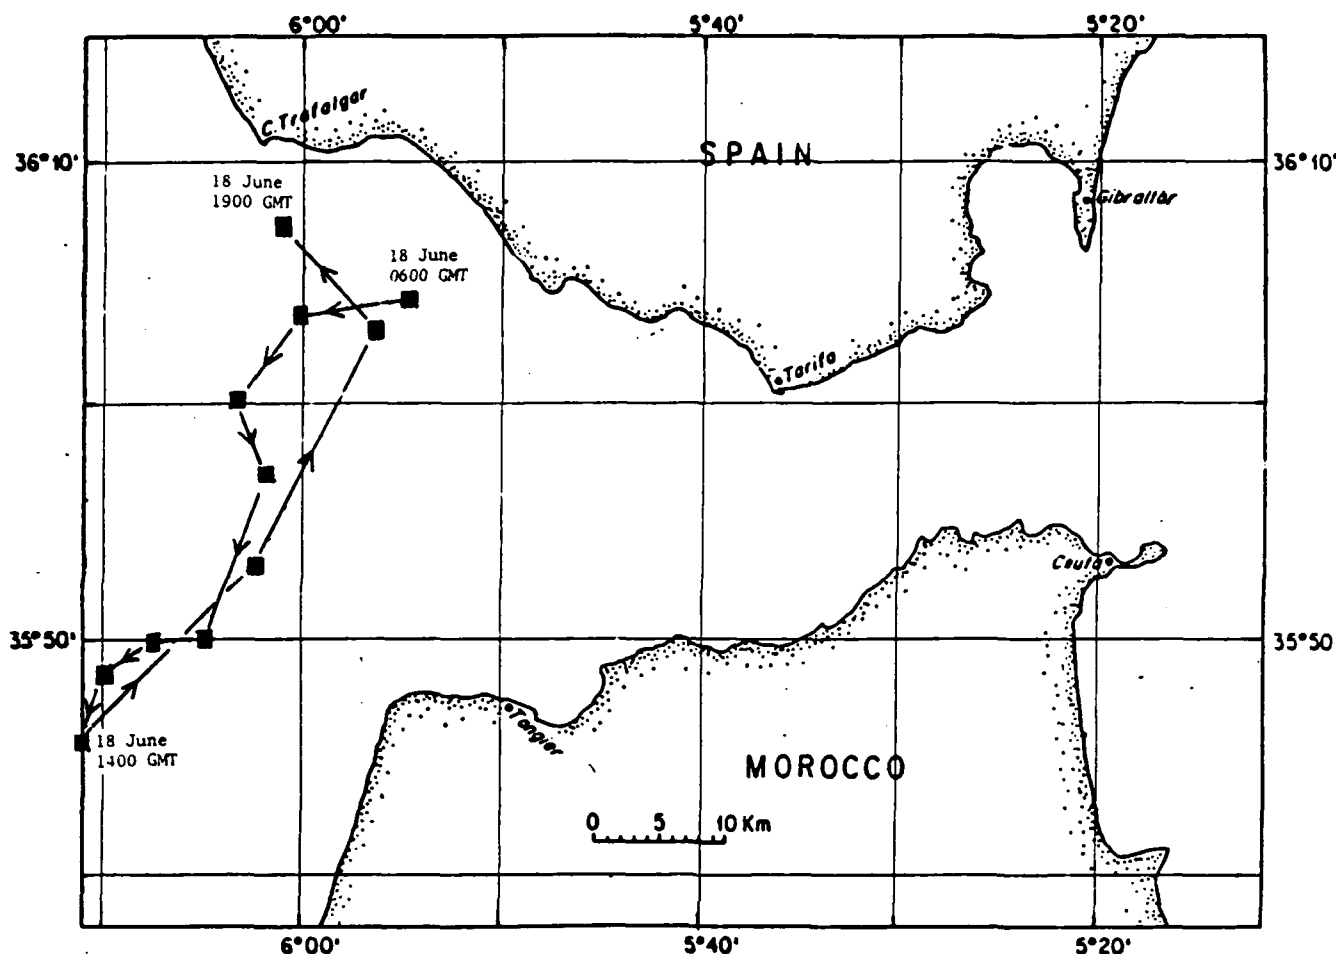 6°00' 5°40' 5°20'
C. Trafalgar
SPAIN
36°10' 36°10'
18 June
1900 GMT
Gibraltar
18 June
0600 GMT
Tarifa
Ceuta
35°50' 35°50'
Tangier
18 June
1400 GMT
MOROCCO
0 5 10 Km
6°00' 5°40' 5°20'